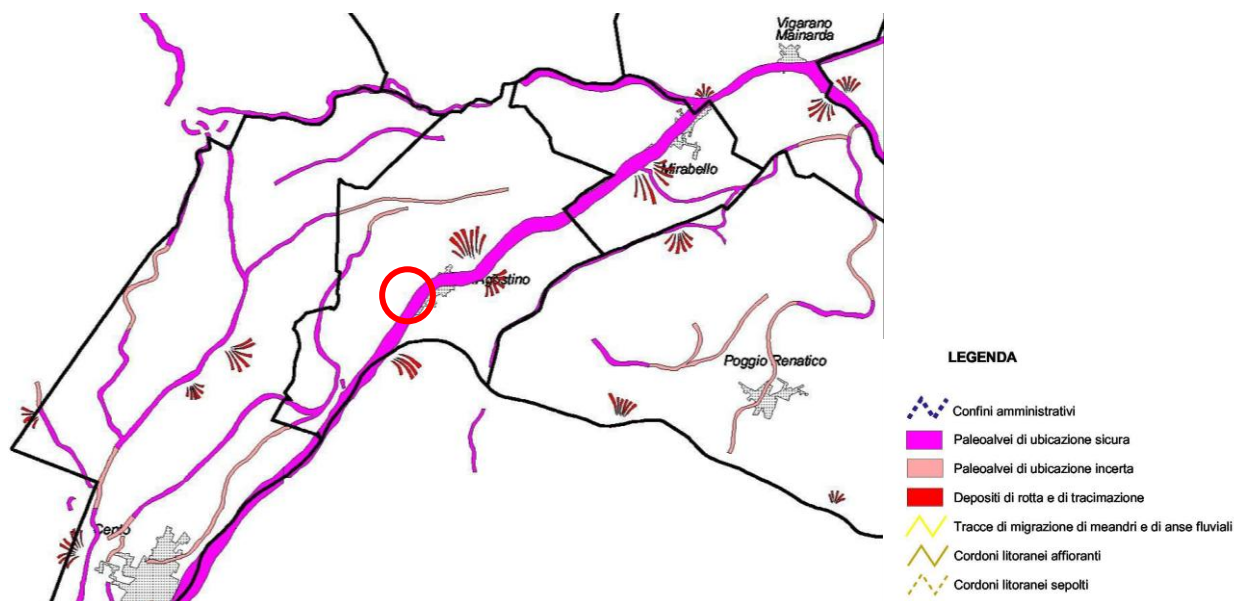 Vigarano
Mainarda
Mirabello
Agostino
Poggio Renatico
Cento
LEGENDA
Confini amministrativi
Paleoalvei di ubicazione sicura
Paleoalvei di ubicazione incerta
Depositi di rotta e di tracimazione
Tracce di migrazione di meandri e di anse fluviali
Cordoni litoranei affioranti
Cordoni litoranei sepolti